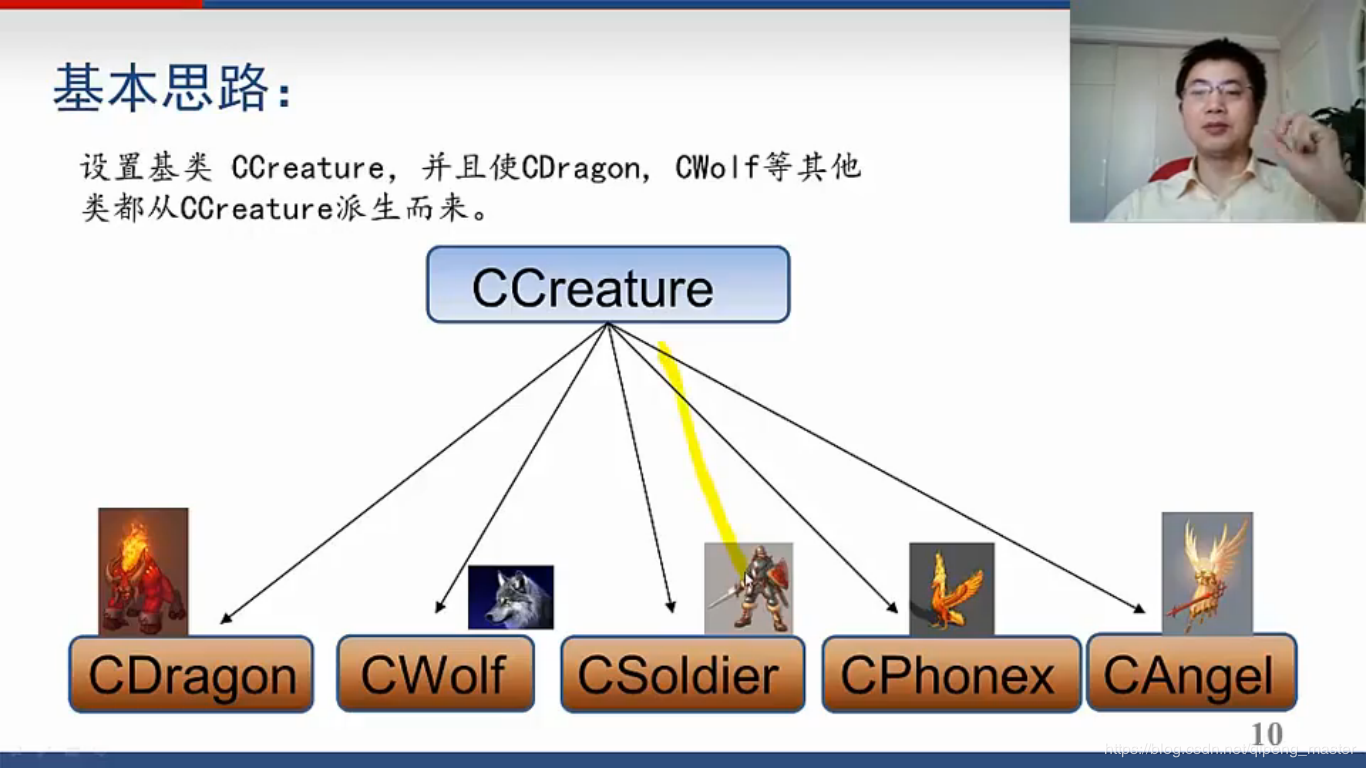 基本思路：
设置基类 CCreature, 并且使CDragon, CWolf等其他
类都从CCreature派生而来。
CCreature
CDragon
CWolf
CSoldier
CPhonex
CAngel
10
https://blog.csdn.net/qipeng_master